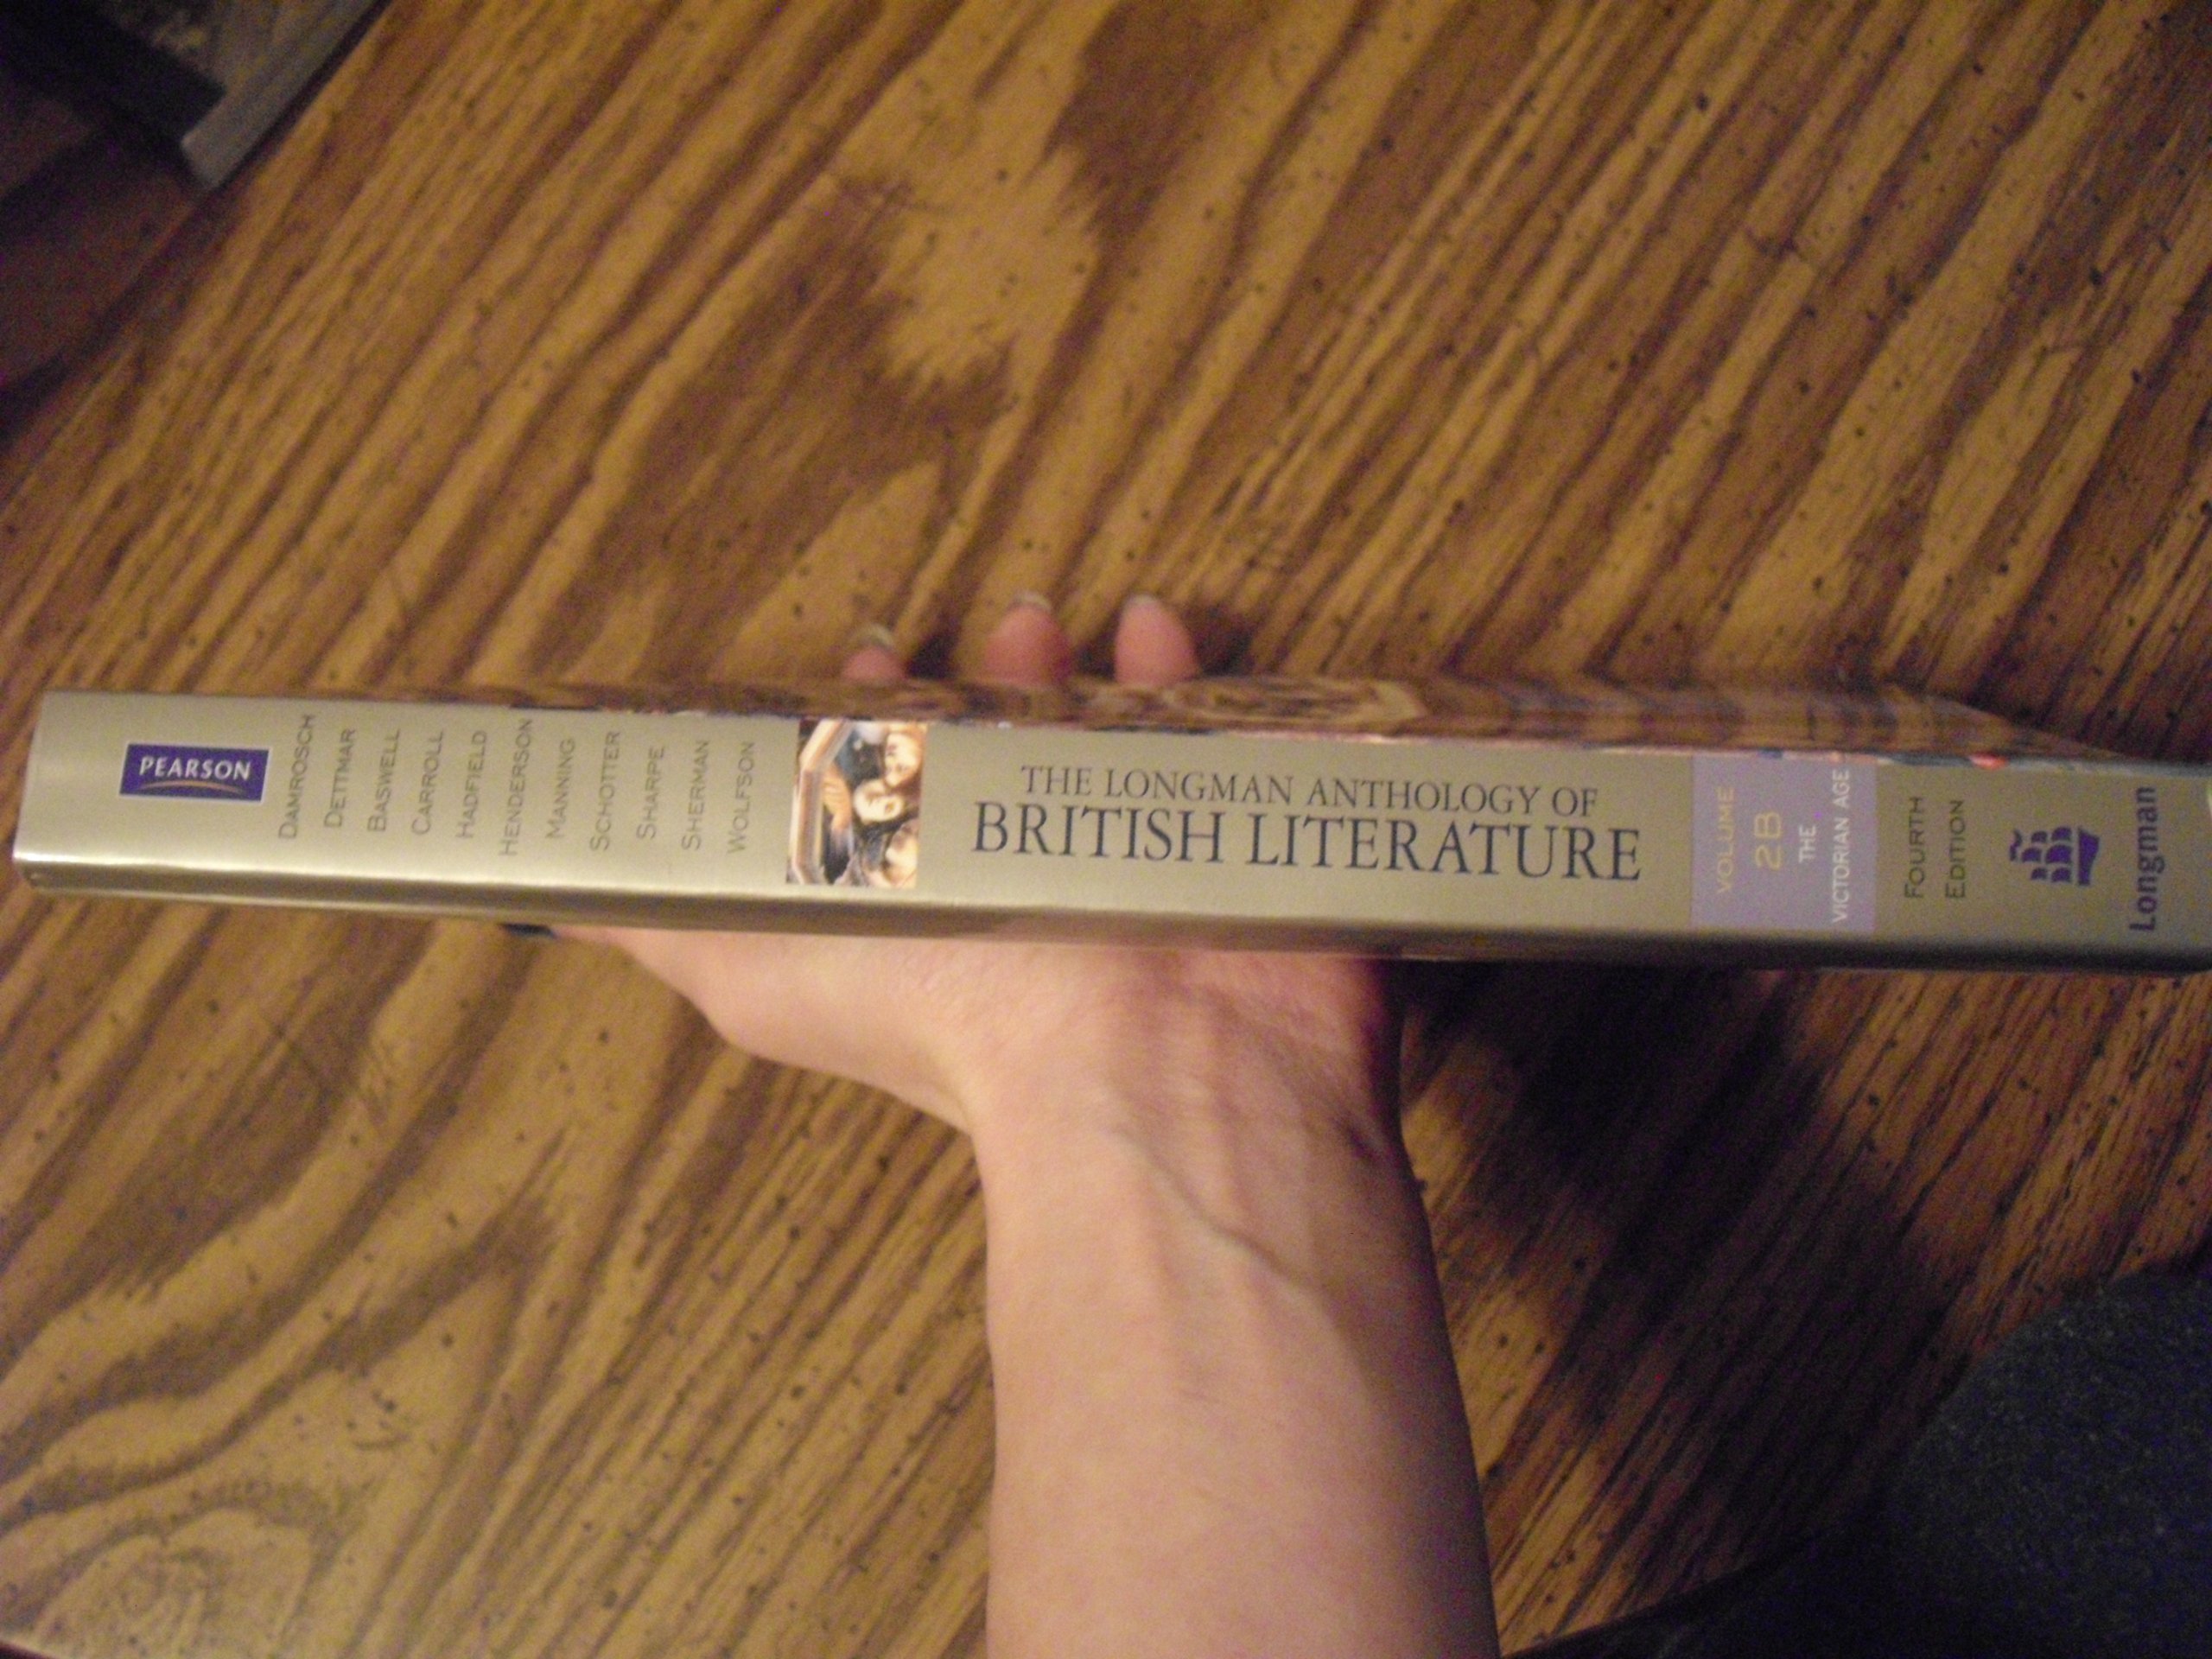 PEARSON
DAMROSCH
DETTMAR
BASWELL
CARROLL
HADFIELD
HENDERSON
MANNING
SCHOTTER
SHARPE
SHERMAN
WOLFSON
THE LONGMAN ANTHOLOGY OF
BRITISH LITERATURE
VOLUME
2B
THE
VICTORIAN AGE
FOURTH
EDITION
Longman